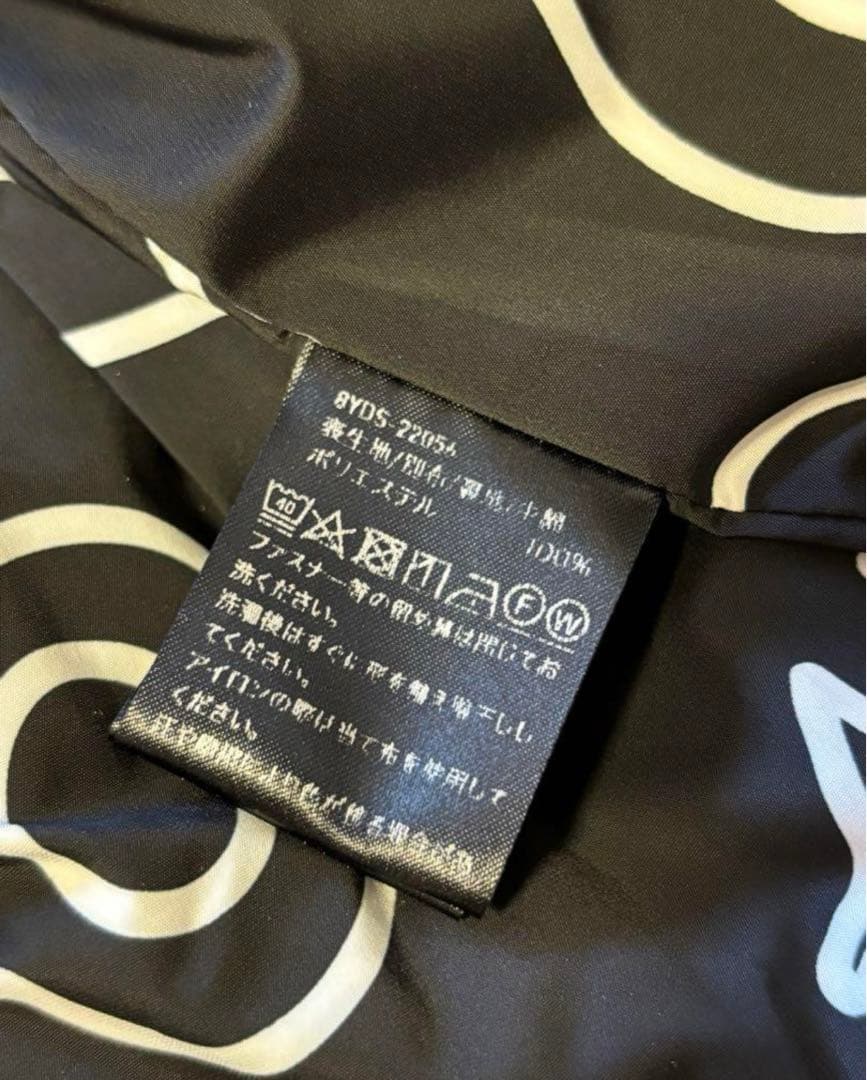 8YDS-22054
表生地/別布/裏地/中綿
ポリエステル 100%
40 F W
ファスナー等の留め具は閉じてお
洗ください。
洗濯後はすぐに形を整え陰干しし
てください。
アイロンの際は当て布を使用して
ください。